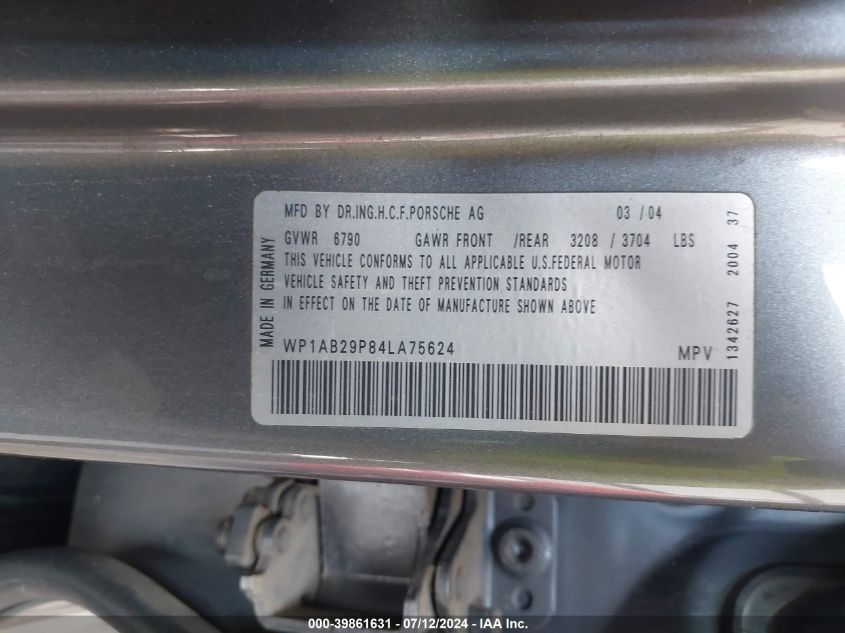 MFD BY DR.ING.H.C.F.PORSCHE AG 03 / 04
GVWR 6790 GAWR FRONT /REAR 3208 / 3704 LBS
THIS VEHICLE CONFORMS TO ALL APPLICABLE U.S.FEDERAL MOTOR
VEHICLE SAFETY AND THEFT PREVENTION STANDARDS
IN EFFECT ON THE DATE OF MANUFACTURE SHOWN ABOVE
WP1AB29P84LA75624 MPV
MADE IN GERMANY
1342627 2004 37
000-39861631 - 07/12/2024 - IAAI.com